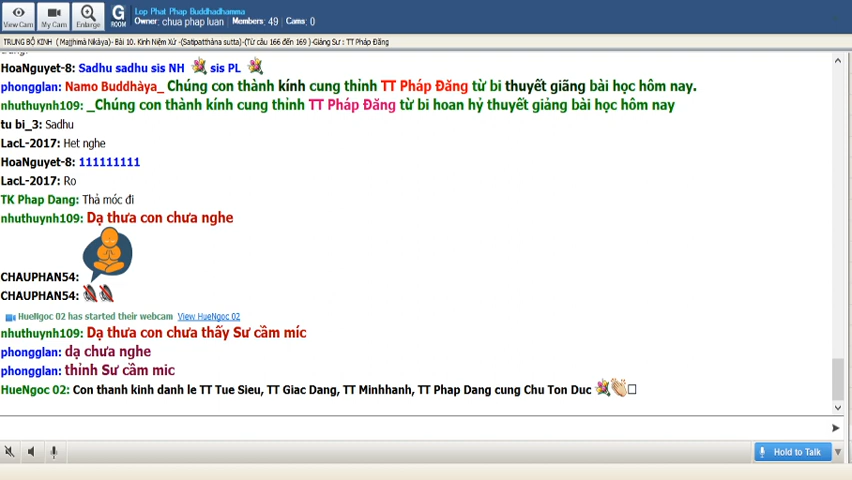 Lop Phat Phap Buddhadhamma
Owner: chua phap luan  Members: 49  Cams: 0
View Cam
My Cam
Enlarge
G ROOM
TRUNG BỘ KINH ( Majjhimà Nikàya)- Bài 10. Kinh Niệm Xứ -(Satipatthàna sutta)-(Từ câu 166 đến 169 )-Giảng Sư : TT Pháp Đăng
HoaNguyet-8: Sadhu sadhu sis NH sis PL
phongglan: Namo Buddhàya_ Chúng con thành kính cung thỉnh TT Pháp Đăng từ bi thuyết giãng bài học hôm nay.
nhuthuynh109: _Chúng con thành kính cung thỉnh TT Pháp Đăng từ bi hoan hỷ thuyết giảng bài học hôm nay
tu bi_3: Sadhu
LacL-2017: Het nghe
HoaNguyet-8: 111111111
LacL-2017: Ro
TK Phap Dang: Thả móc đi
nhuthuynh109: Dạ thưa con chưa nghe
CHAUPHAN54:
CHAUPHAN54:
HueNgoc 02 has started their webcam View HueNgoc 02
nhuthuynh109: Dạ thưa con chưa thấy Sư cầm míc
phongglan: dạ chưa nghe
phongglan: thỉnh Sư cầm mic
HueNgoc 02: Con thanh kinh danh le TT Tue Sieu, TT Giac Dang, TT Minhhanh, TT Phap Dang cung Chu Ton Duc
Hold to Talk